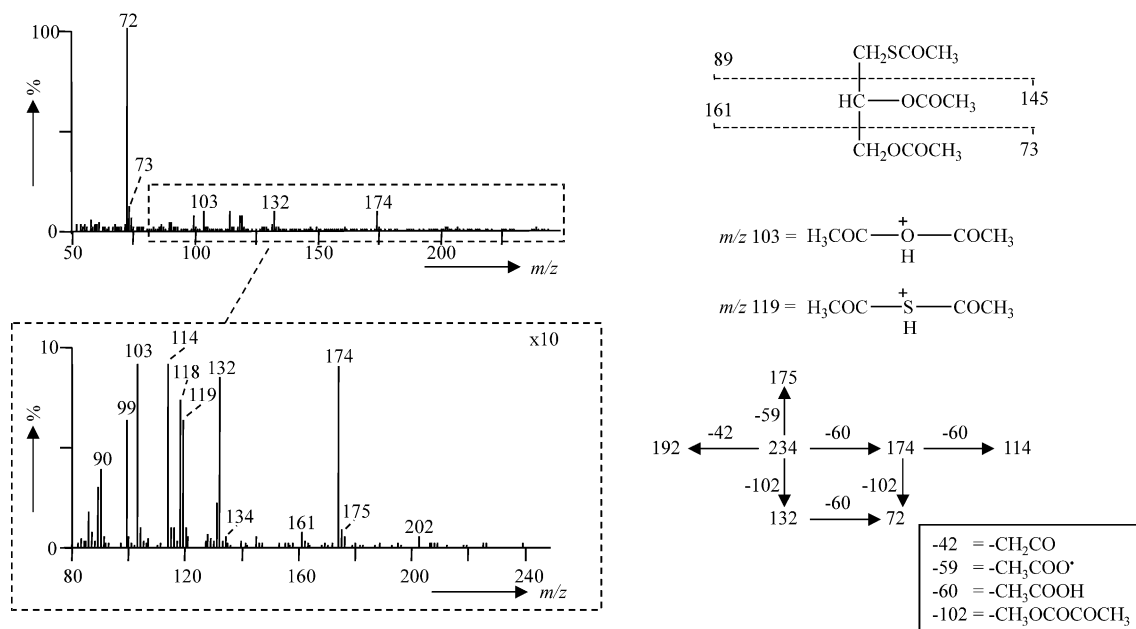 72
100
%
73
103
132
174
0
50
100
150
200
m/z
x10
10
103
114
118
119
132
174
99
90
%
134
161
175
202
0
80
120
160
200
240
m/z
CH2SCOCH3
89
HC OCOCH3
145
161
CH2OCOCH3
73
m/z 103 = H3COC O COCH3
+
H
m/z 119 = H3COC S COCH3
+
H
175
-59
192 -42 234 -60 174 -60 114
-102 -102
132 -60 72
-42 = -CH2CO
-59 = -CH3COO•
-60 = -CH3COOH
-102 = -CH3OCOCOCH3